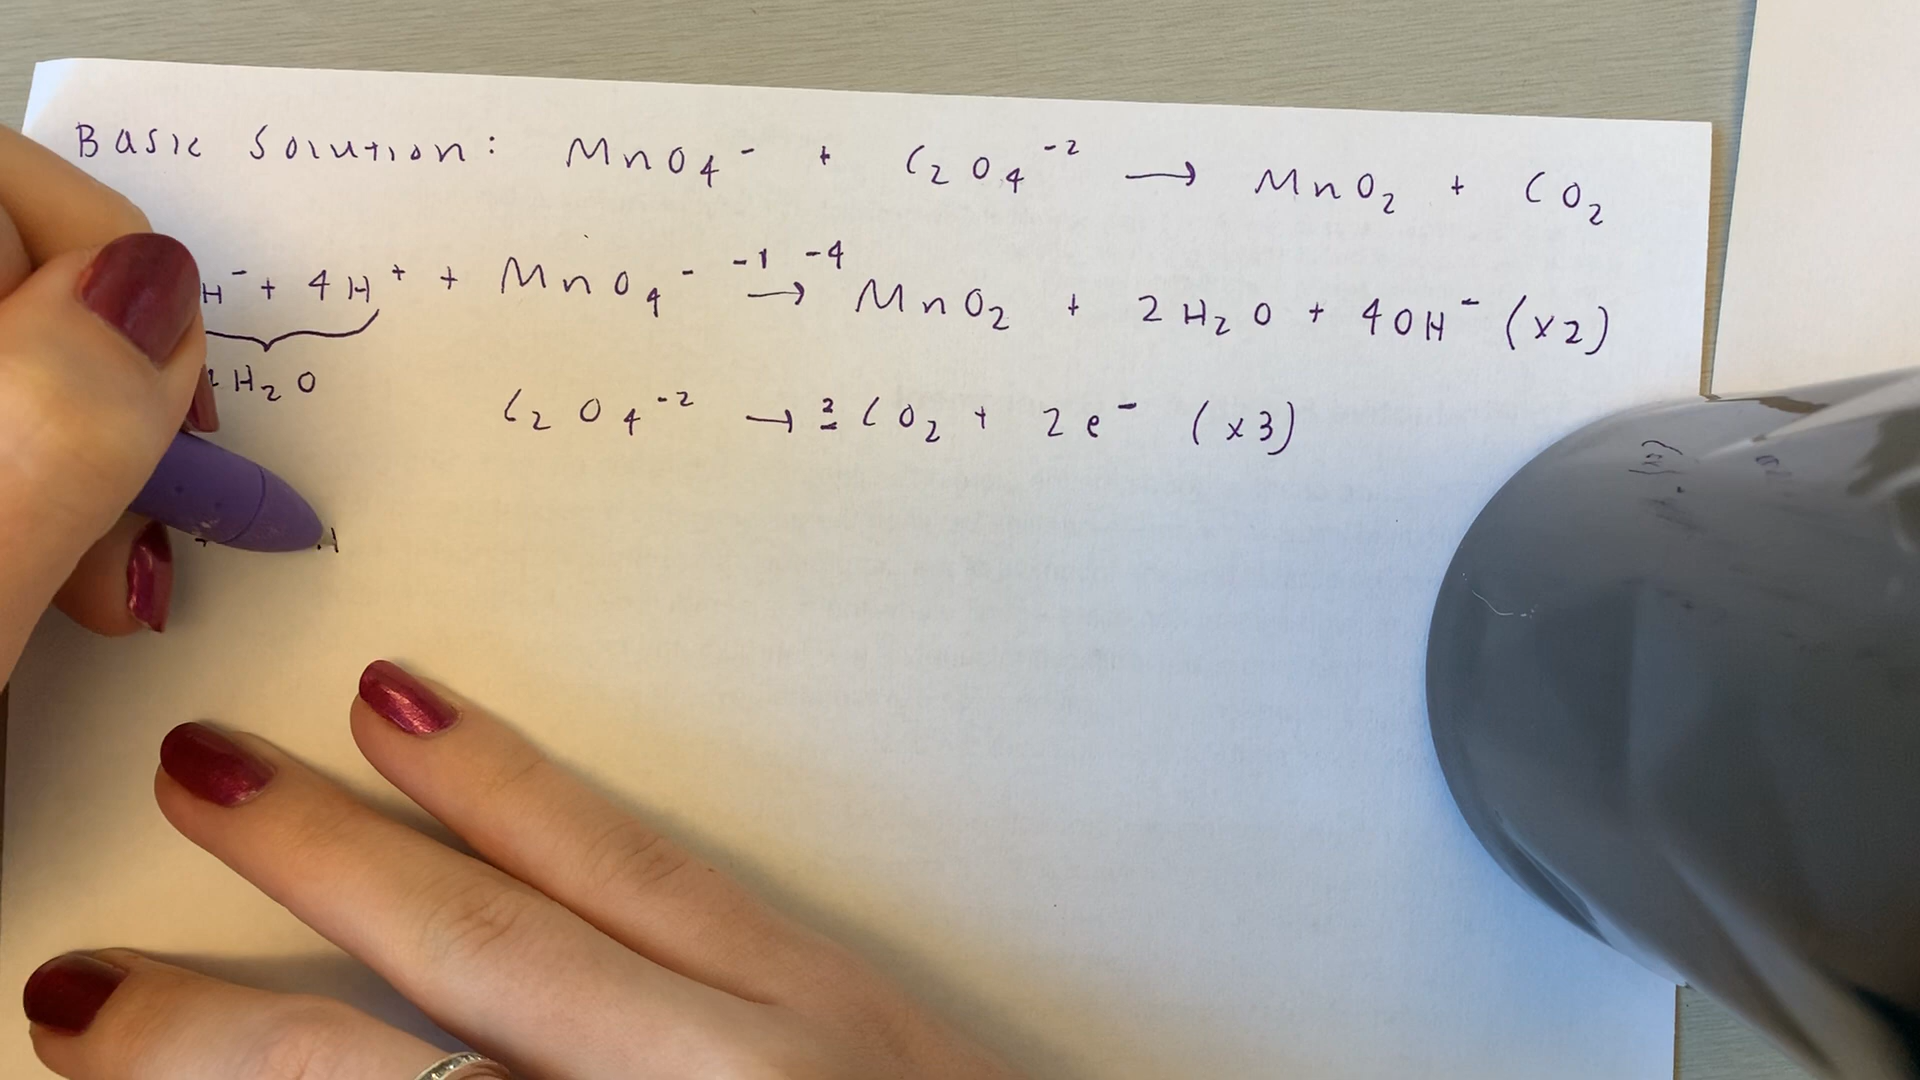 Basic Solution: MnO₄⁻ + C₂O₄⁻² → MnO₂ + CO₂
H⁻ + 4H⁺ + MnO₄⁻ -1 → -4 MnO₂ + 2H₂O + 4OH⁻ (x2)
H₂O
C₂O₄⁻² → 2CO₂ + 2e⁻ (x3)